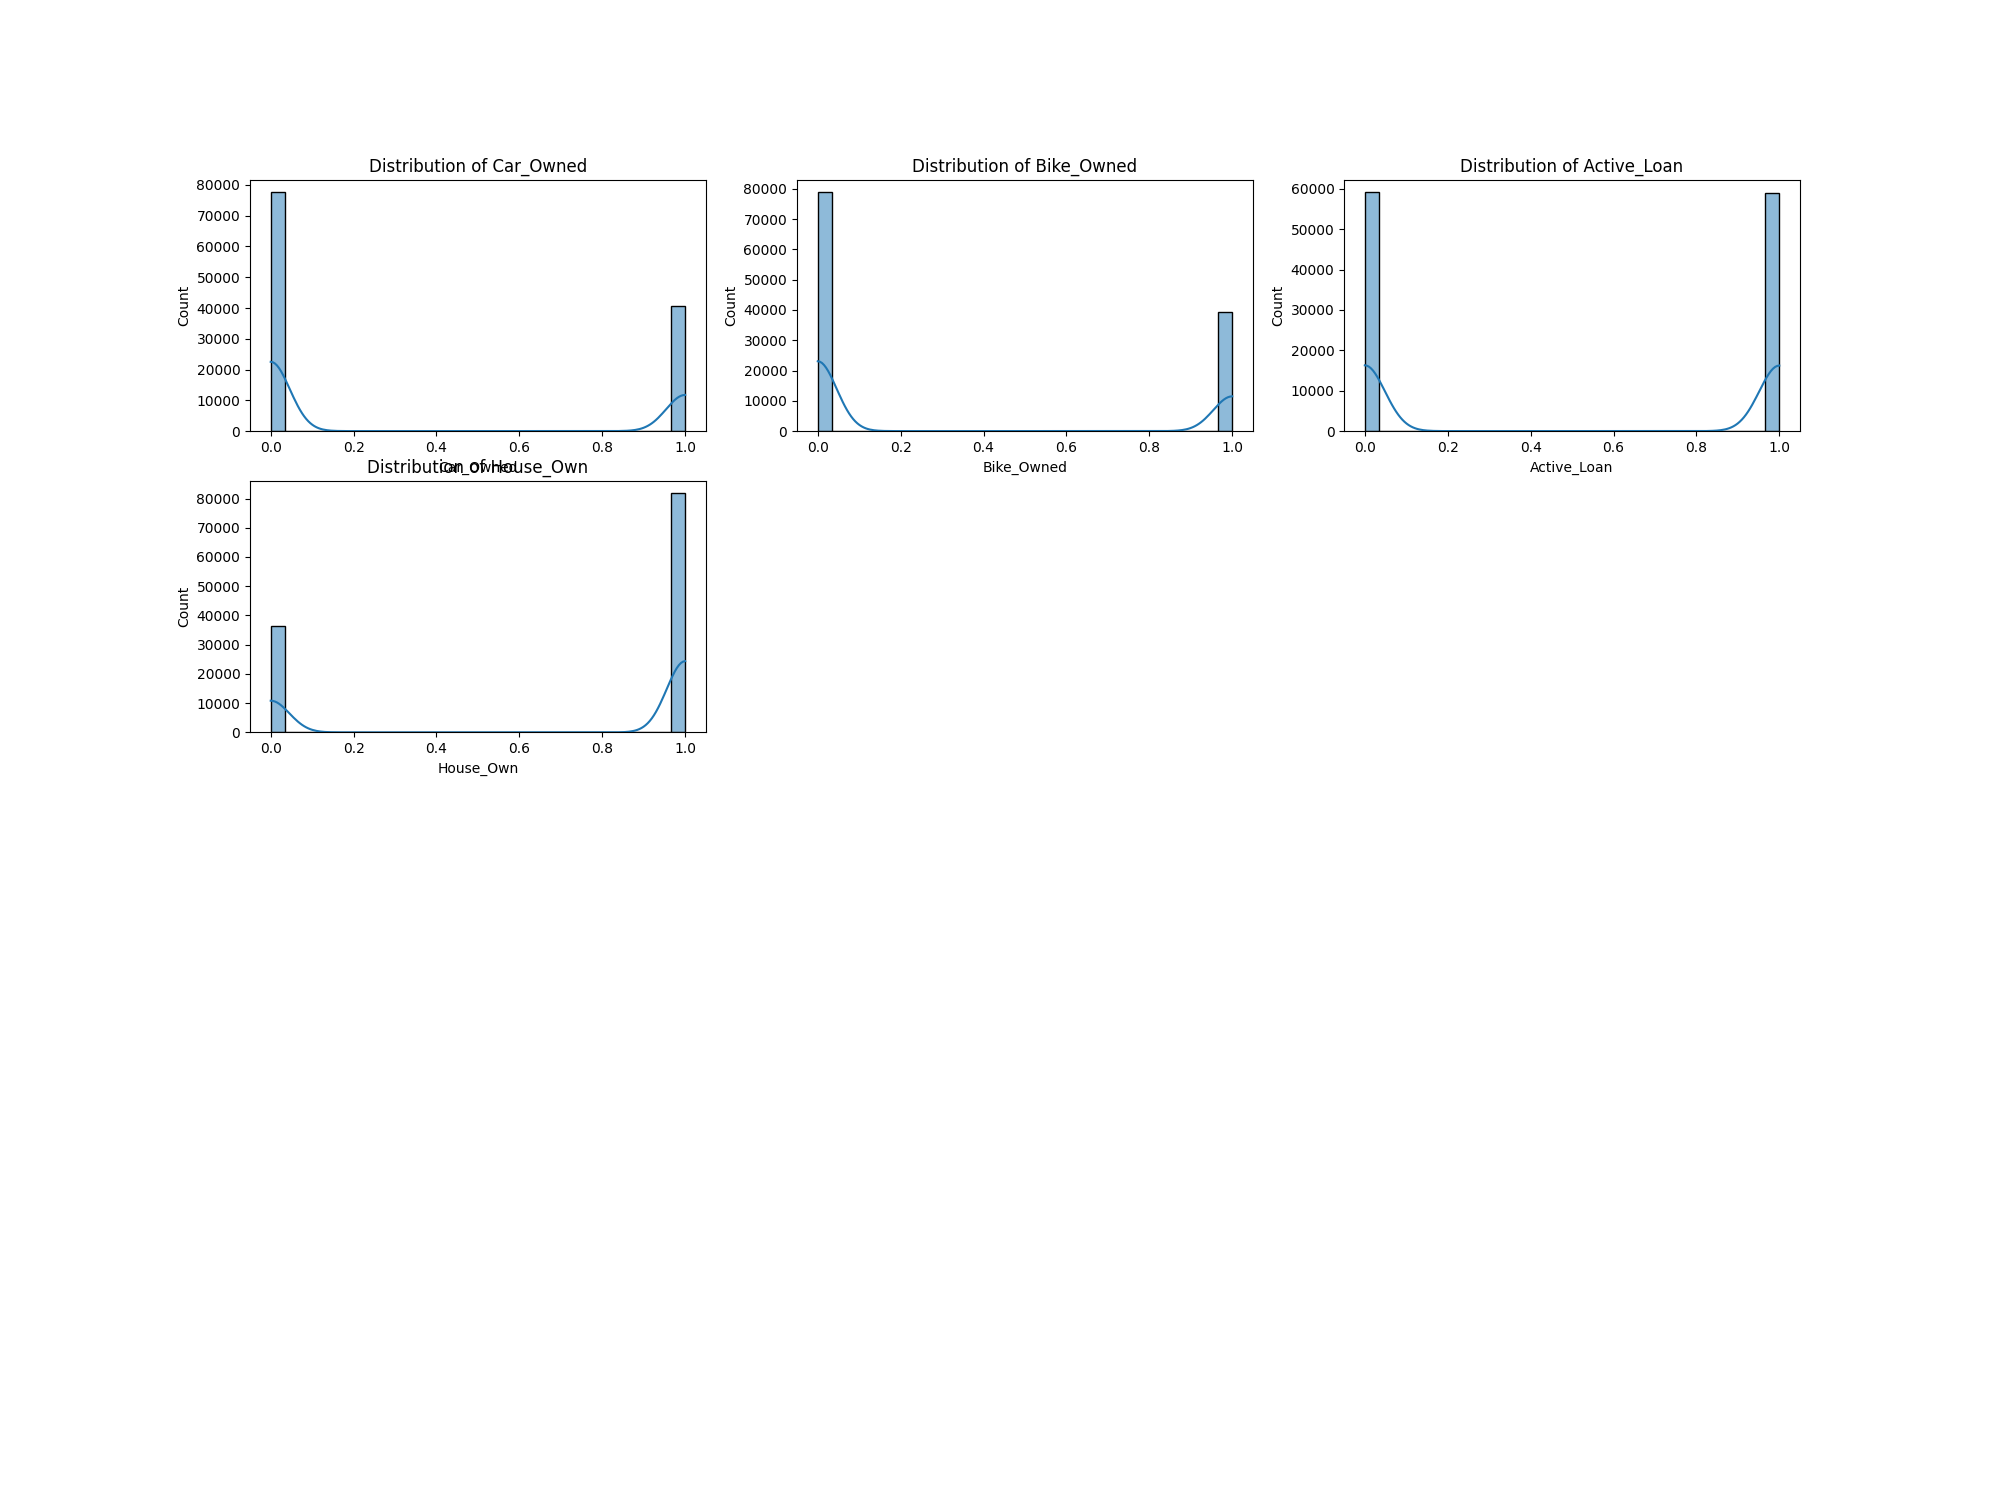 Distribution of Car_Owned
80000
70000
60000
50000
40000
30000
20000
10000
0
Count
0.0 0.2 0.4 0.6 0.8 1.0
Car_Owned
Distribution of Bike_Owned
80000
70000
60000
50000
40000
30000
20000
10000
0
Count
0.0 0.2 0.4 0.6 0.8 1.0
Bike_Owned
Distribution of Active_Loan
60000
50000
40000
30000
20000
10000
0
Count
0.0 0.2 0.4 0.6 0.8 1.0
Active_Loan
Distribution of House_Own
80000
70000
60000
50000
40000
30000
20000
10000
0
Count
0.0 0.2 0.4 0.6 0.8 1.0
House_Own